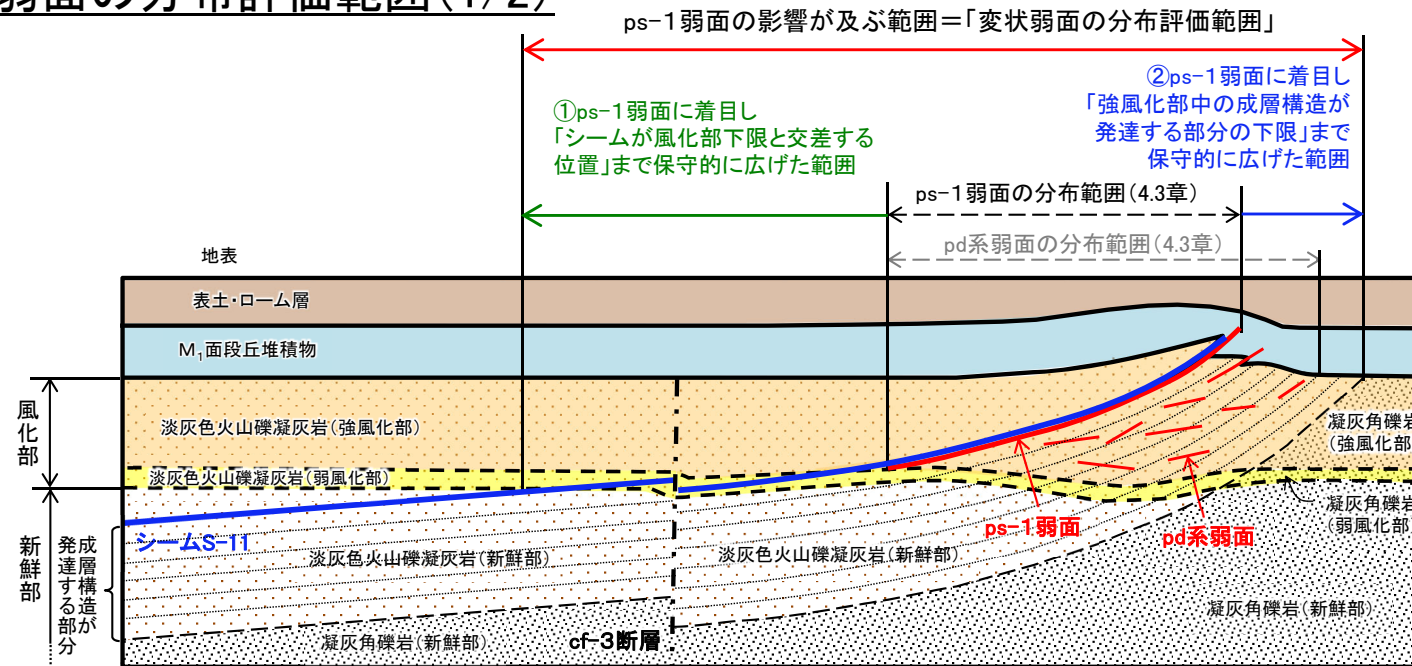 弱面の分布評価範囲(1/2)
ps-1弱面の影響が及ぶ範囲=「変状弱面の分布評価範囲」
①ps-1弱面に着目し
「シームが風化部下限と交差する
位置」まで保守的に広げた範囲
②ps-1弱面に着目し
「強風化部中の成層構造が
発達する部分の下限」まで
保守的に広げた範囲
ps-1弱面の分布範囲(4.3章)
pd系弱面の分布範囲(4.3章)
地表
表土・ローム層
M₁面段丘堆積物
風化部
淡灰色火山礫凝灰岩(強風化部)
凝灰角礫岩
(強風化部
淡灰色火山礫凝灰岩(弱風化部)
凝灰角礫岩
(弱風化部
新鮮部
成層構造が
発達する部分
シームS-11
ps-1弱面
pd系弱面
淡灰色火山礫凝灰岩(新鮮部)
淡灰色火山礫凝灰岩(新鮮部)
凝灰角礫岩(新鮮部)
凝灰角礫岩(新鮮部)
cf-3断層